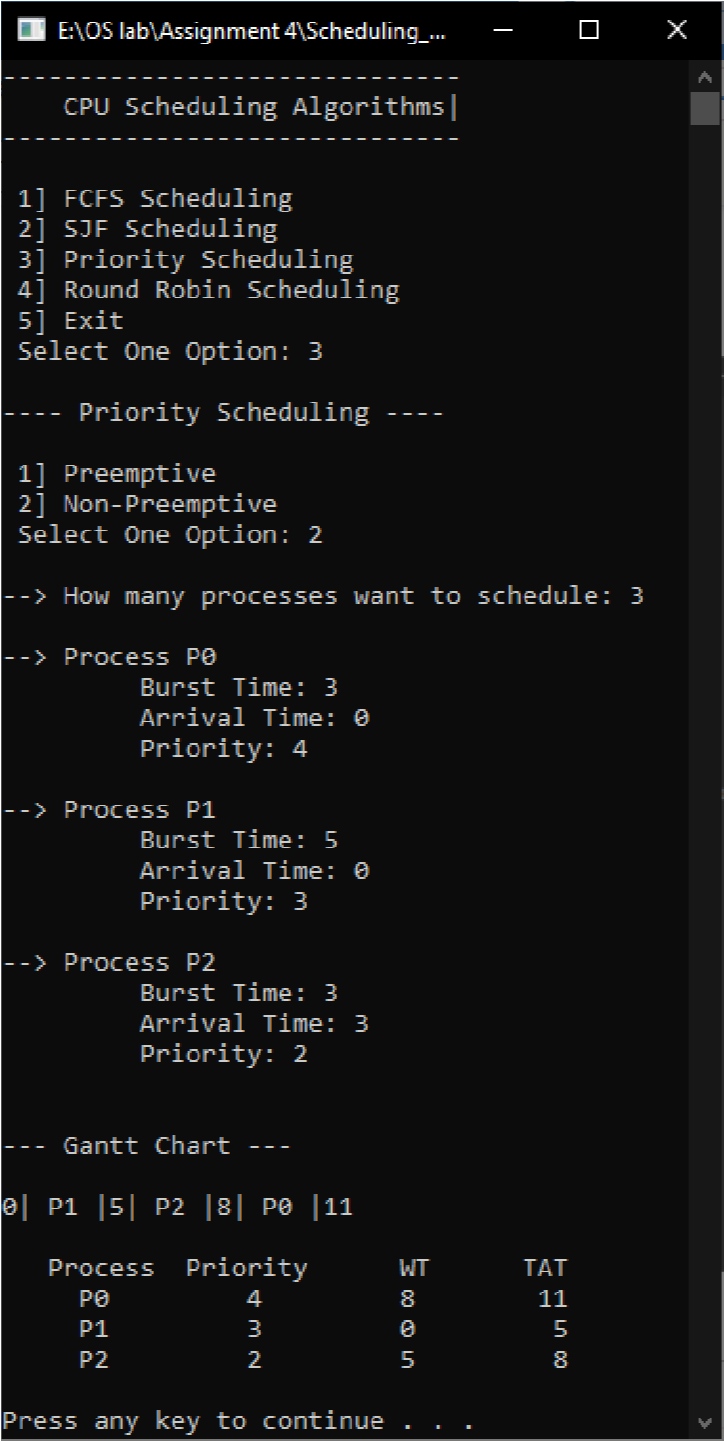 E:\OS lab\Assignment 4\Scheduling_...
------------------------------
    CPU Scheduling Algorithms|
------------------------------
 1] FCFS Scheduling
 2] SJF Scheduling
 3] Priority Scheduling
 4] Round Robin Scheduling
 5] Exit
 Select One Option: 3
---- Priority Scheduling ----
 1] Preemptive
 2] Non-Preemptive
 Select One Option: 2
--> How many processes want to schedule: 3
--> Process P0
         Burst Time: 3
         Arrival Time: 0
         Priority: 4
--> Process P1
         Burst Time: 5
         Arrival Time: 0
         Priority: 3
--> Process P2
         Burst Time: 3
         Arrival Time: 3
         Priority: 2
--- Gantt Chart ---
0| P1 |5| P2 |8| P0 |11
   Process  Priority      WT      TAT
     P0         4         8        11
     P1         3         0         5
     P2         2         5         8
Press any key to continue . . .